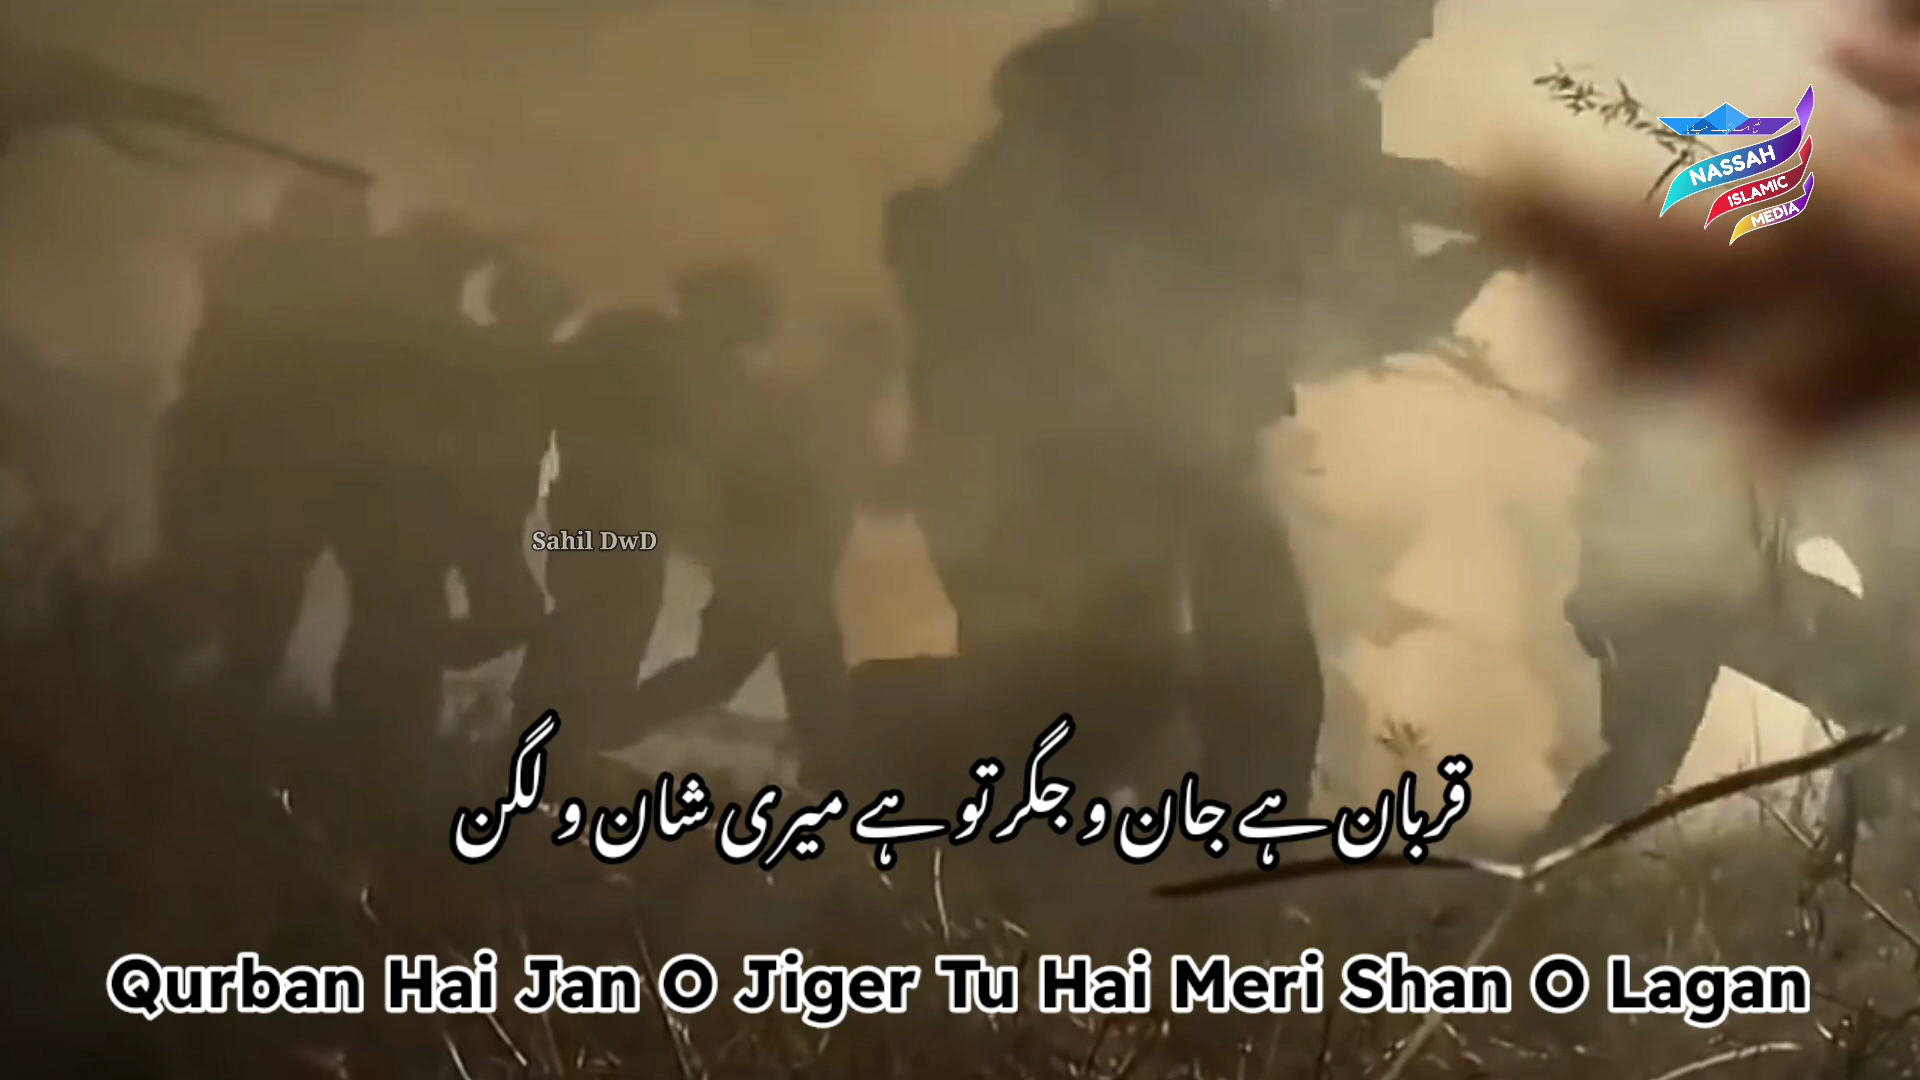 NASSAH
ISLAMIC
MEDIA
Sahil DwD
قربان ہے جان و جگر تو ہے میری شان و لگن
Qurban Hai Jan O Jiger Tu Hai Meri Shan O Lagan